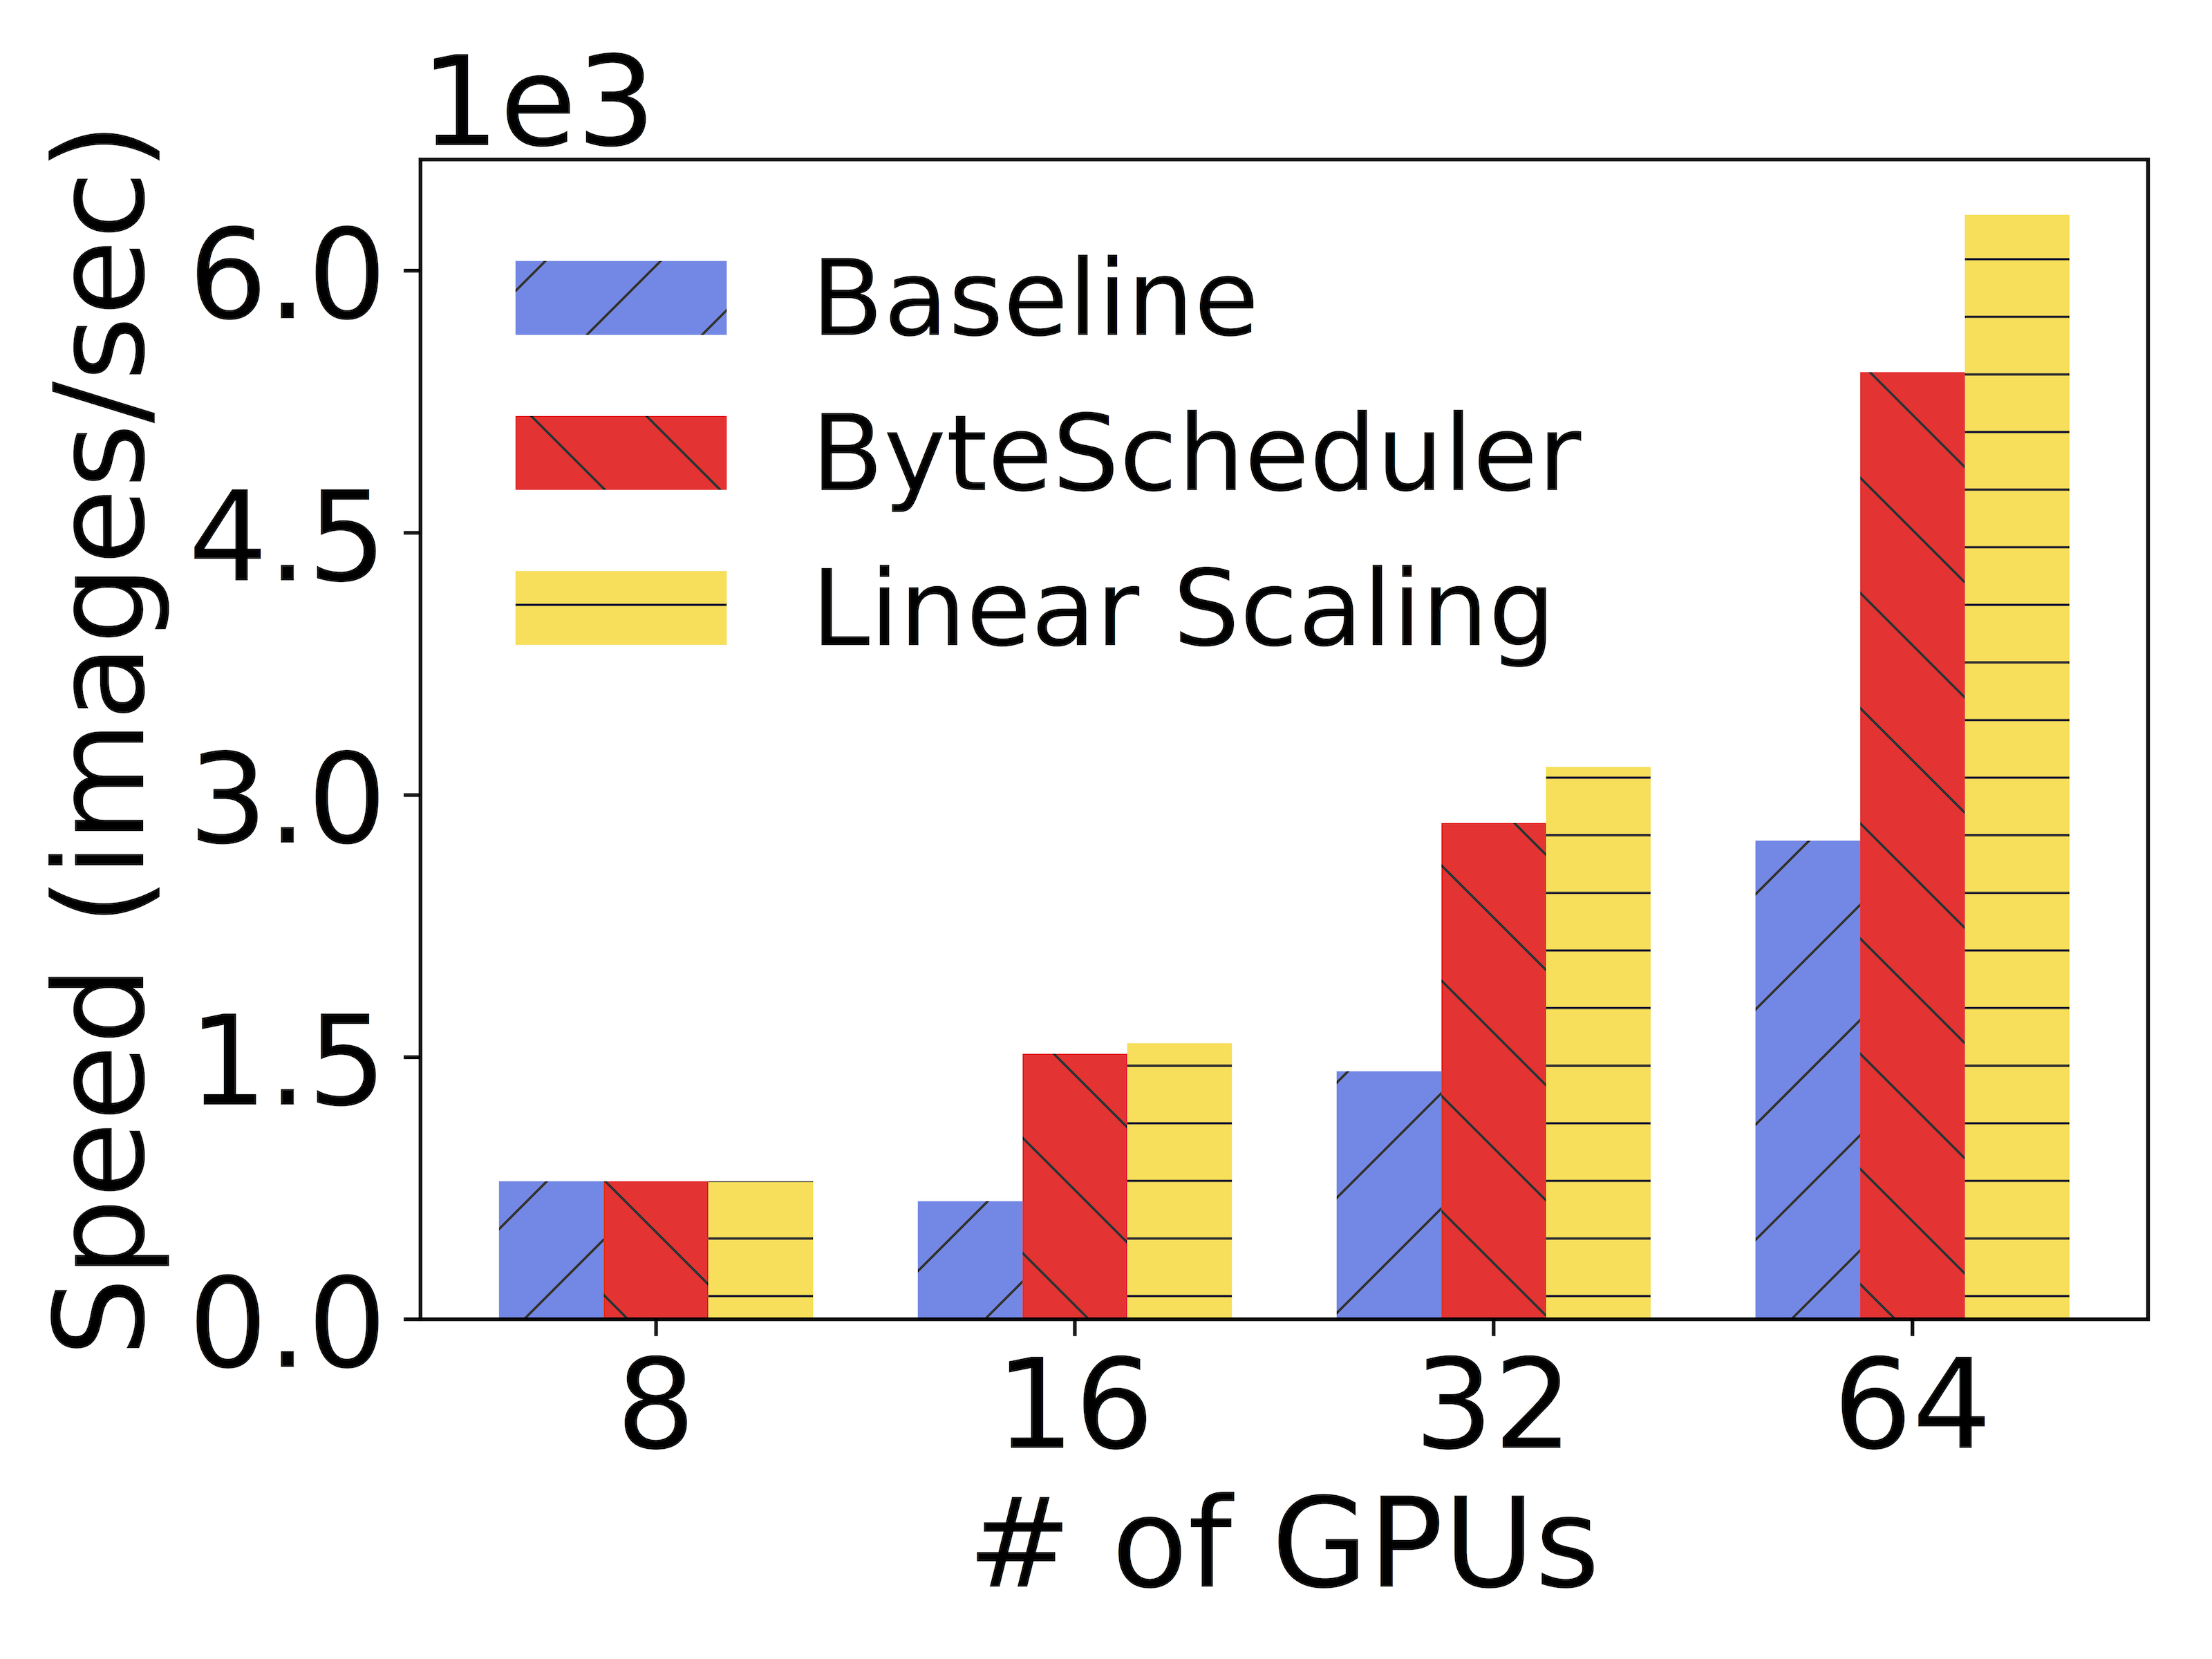 1e3
Speed (images/sec)
6.0
4.5
3.0
1.5
0.0
Baseline
ByteScheduler
Linear Scaling
8 16 32 64
# of GPUs